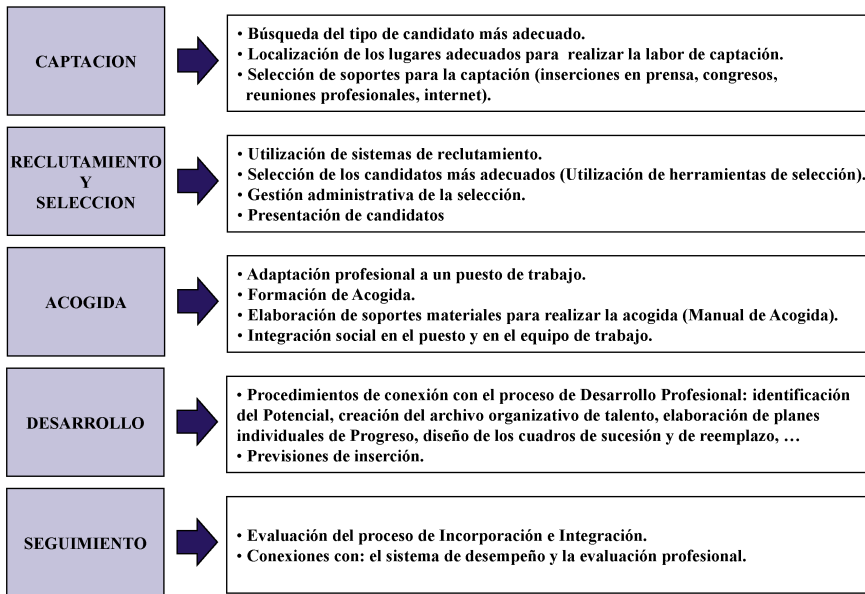 CAPTACION
• Búsqueda del tipo de candidato más adecuado.
• Localización de los lugares adecuados para realizar la labor de captación.
• Selección de soportes para la captación (inserciones en prensa, congresos,
reuniones profesionales, internet).
RECLUTAMIENTO
Y
SELECCION
• Utilización de sistemas de reclutamiento.
• Selección de los candidatos más adecuados (Utilización de herramientas de selección).
• Gestión administrativa de la selección.
• Presentación de candidatos
ACOGIDA
• Adaptación profesional a un puesto de trabajo.
• Formación de Acogida.
• Elaboración de soportes materiales para realizar la acogida (Manual de Acogida).
• Integración social en el puesto y en el equipo de trabajo.
DESARROLLO
• Procedimientos de conexión con el proceso de Desarrollo Profesional: identificación
del Potencial, creación del archivo organizativo de talento, elaboración de planes
individuales de Progreso, diseño de los cuadros de sucesión y de reemplazo, …
• Previsiones de inserción.
SEGUIMIENTO
• Evaluación del proceso de Incorporación e Integración.
• Conexiones con: el sistema de desempeño y la evaluación profesional.